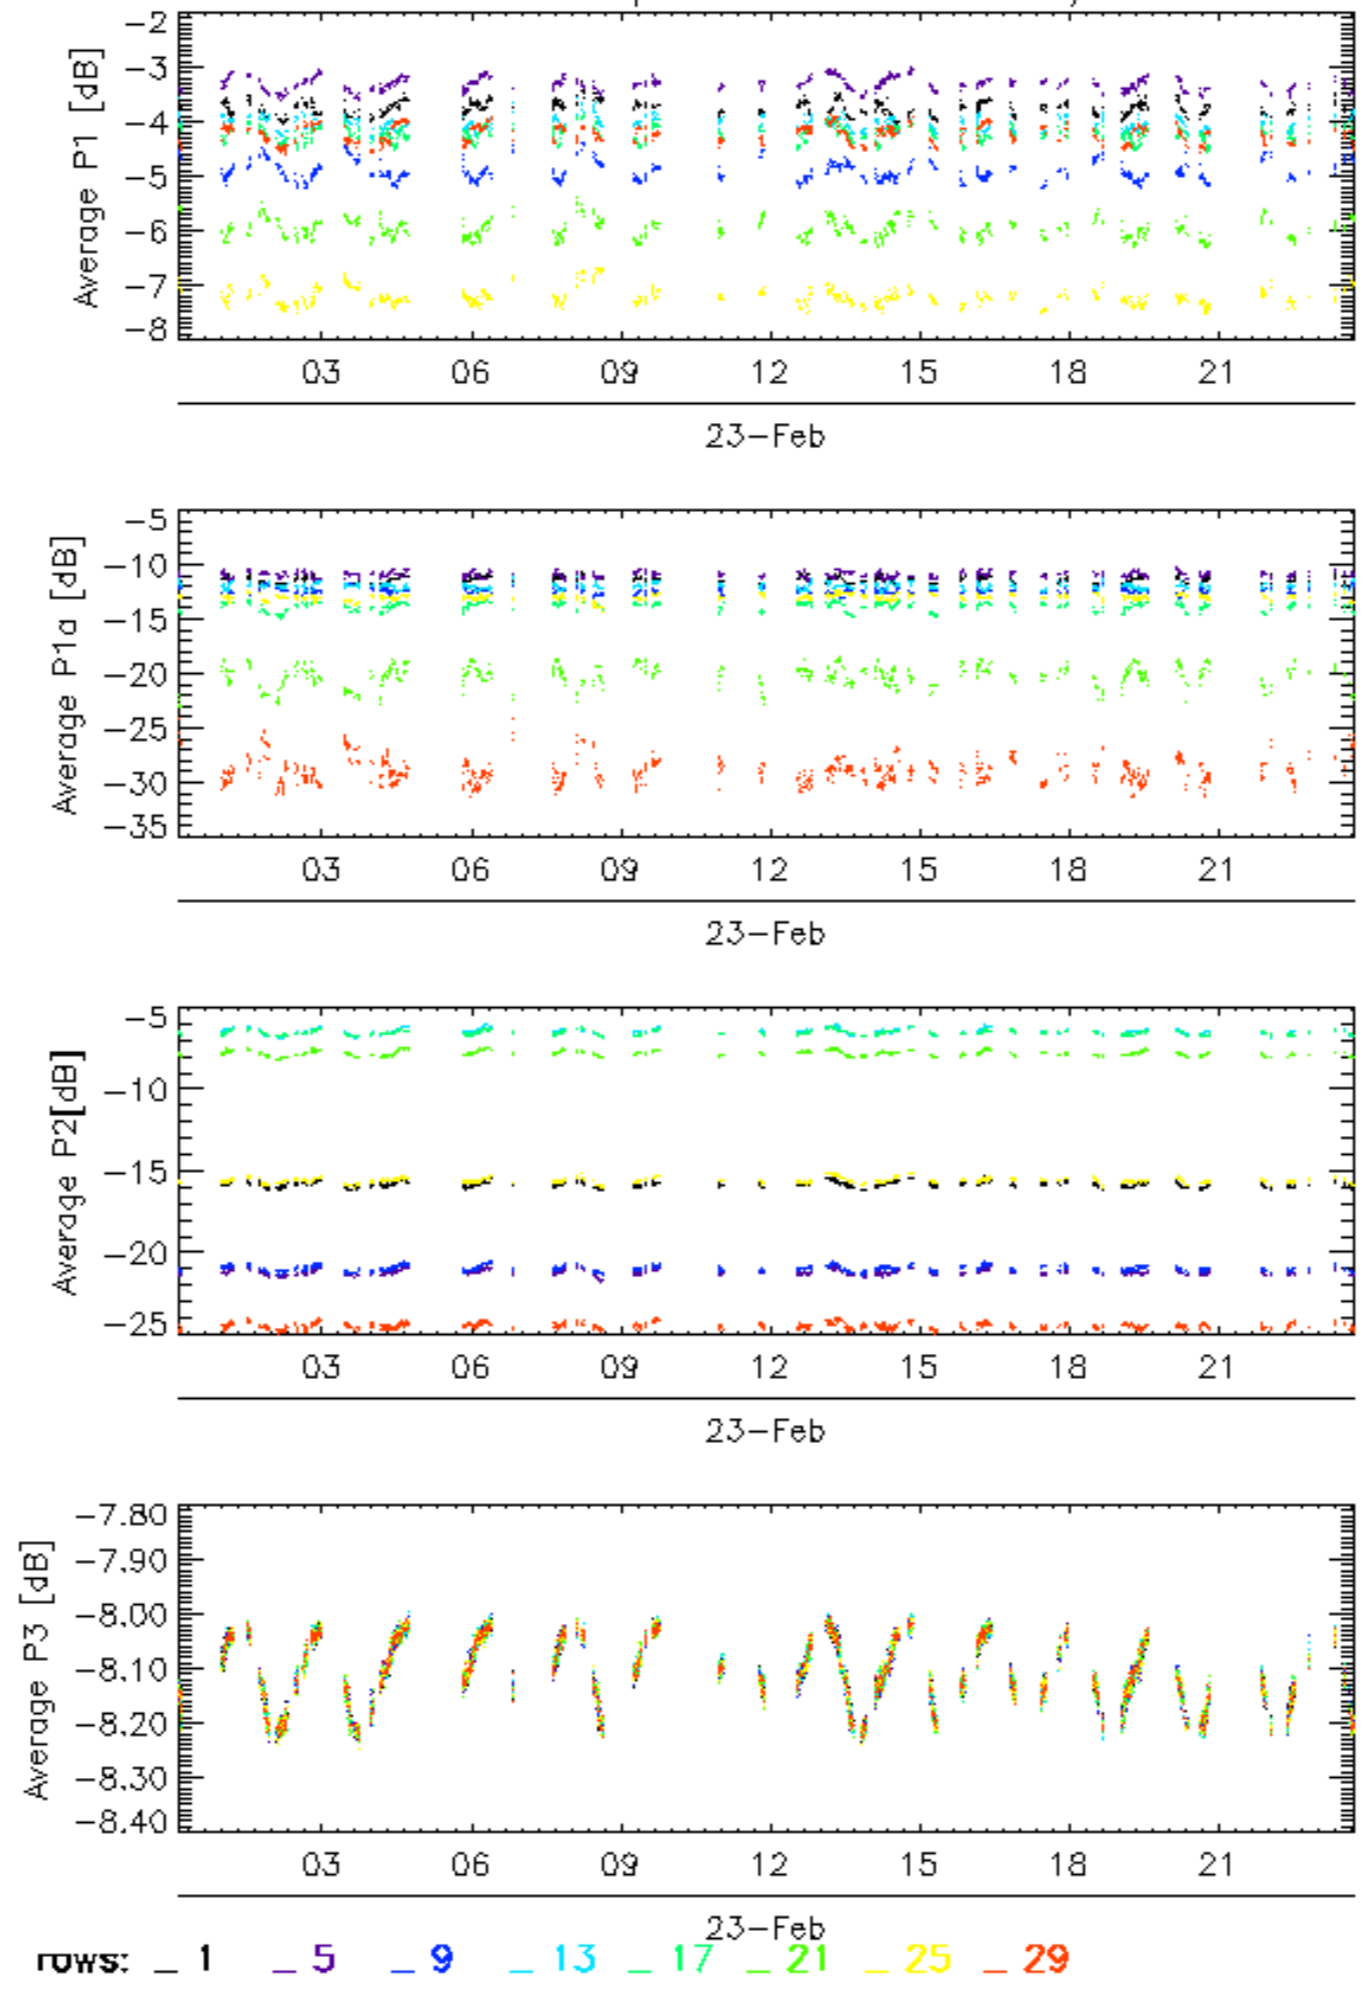 Average P1 [dB]
-2
-3
-4
-5
-6
-7
-8
03 06 09 12 15 18 21
23-Feb
Average P1a [dB]
-5
-10
-15
-20
-25
-30
-35
03 06 09 12 15 18 21
23-Feb
Average P2[dB]
-5
-10
-15
-20
-25
03 06 09 12 15 18 21
23-Feb
Average P3 [dB]
-7.80
-7.90
-8.00
-8.10
-8.20
-8.30
-8.40
03 06 09 12 15 18 21
23-Feb
rows: _ 1 _ 5 _ 9 _ 13 _ 17 _ 21 _ 25 _ 29